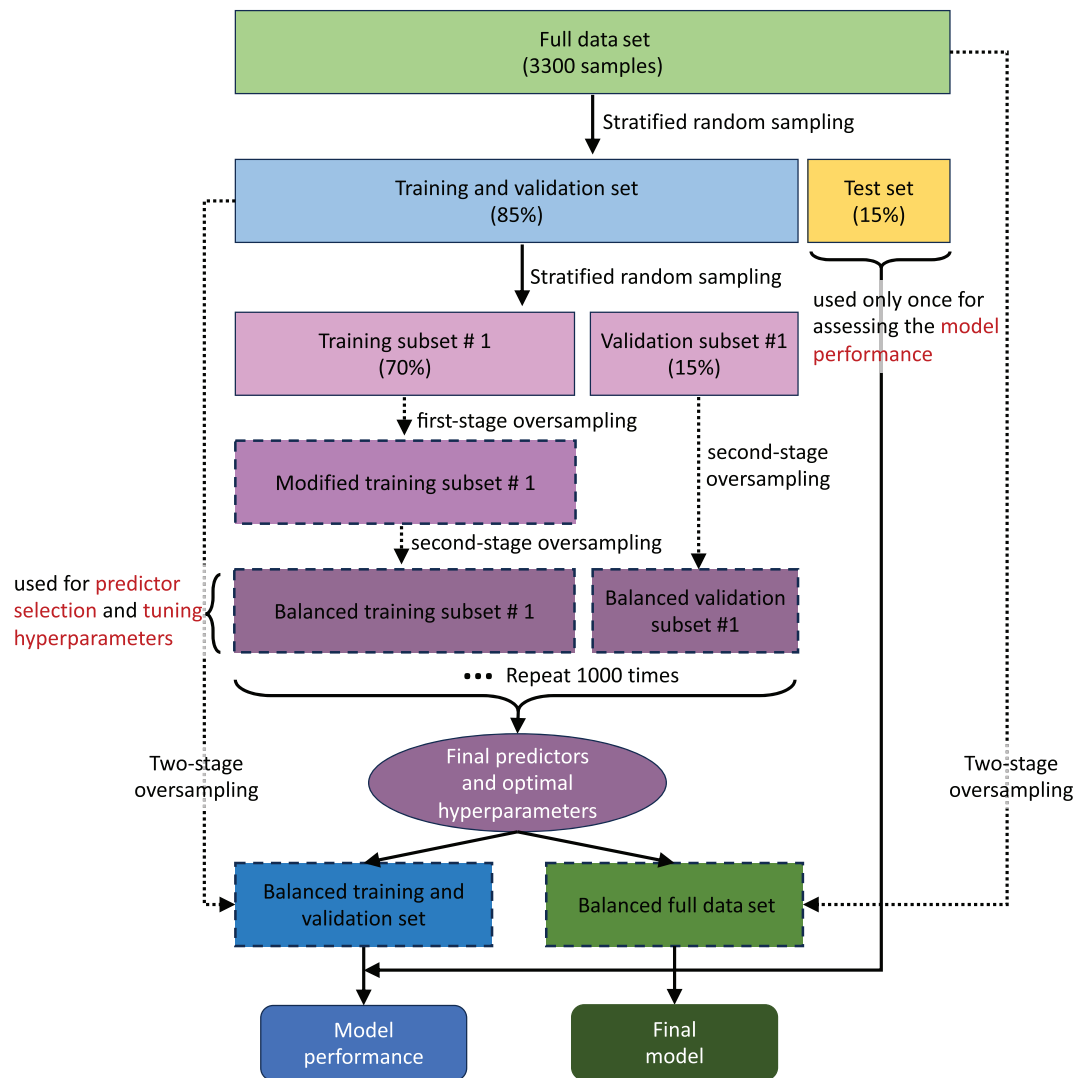 Full data set
(3300 samples)
Stratified random sampling
Training and validation set
(85%)
Test set
(15%)
Stratified random sampling
used only once for
assessing the model
performance
Training subset # 1
(70%)
Validation subset #1
(15%)
first-stage oversampling
second-stage
oversampling
Modified training subset # 1
second-stage oversampling
used for predictor
selection and tuning
hyperparameters
Balanced training subset # 1
Balanced validation
subset #1
... Repeat 1000 times
Final predictors
and optimal
hyperparameters
Two-stage
oversampling
Two-stage
oversampling
Balanced training and
validation set
Balanced full data set
Model
performance
Final
model